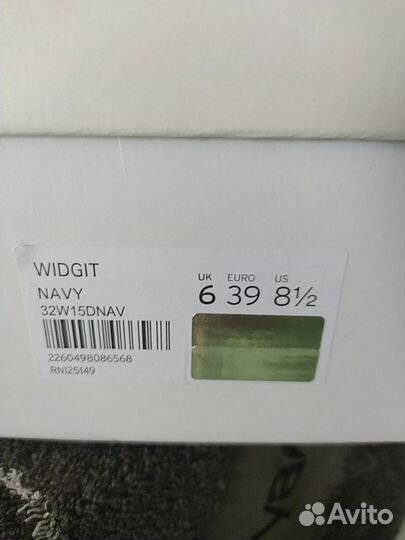 WIDGIT
NAVY
32W15DNAV
2260498086568
RN125149
UK EURO US
6 39 8½
Avito